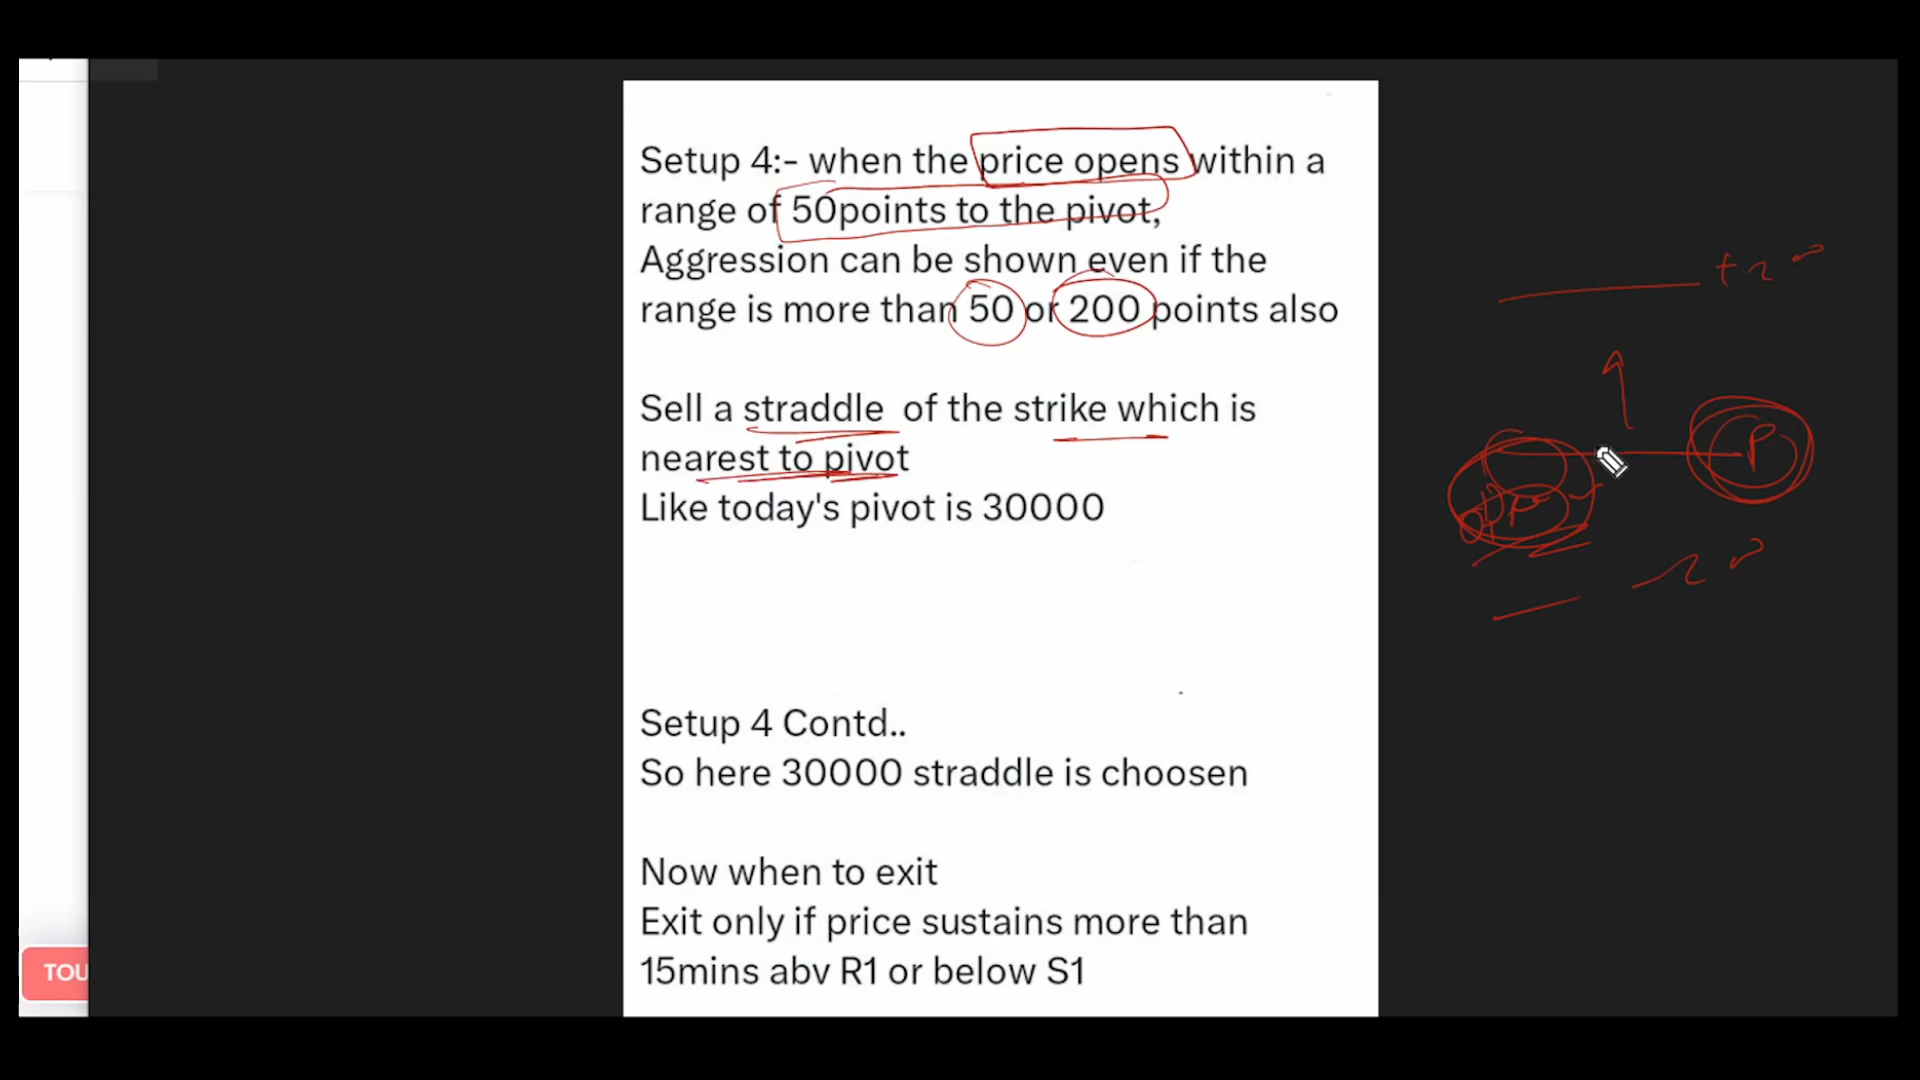 Setup 4:- when the price opens within a
range of 50points to the pivot,
Aggression can be shown even if the
range is more than 50 or 200 points also
Sell a straddle of the strike which is
nearest to pivot
Like today's pivot is 30000
Setup 4 Contd..
So here 30000 straddle is choosen
Now when to exit
Exit only if price sustains more than
15mins abv R1 or below S1
TOU
P